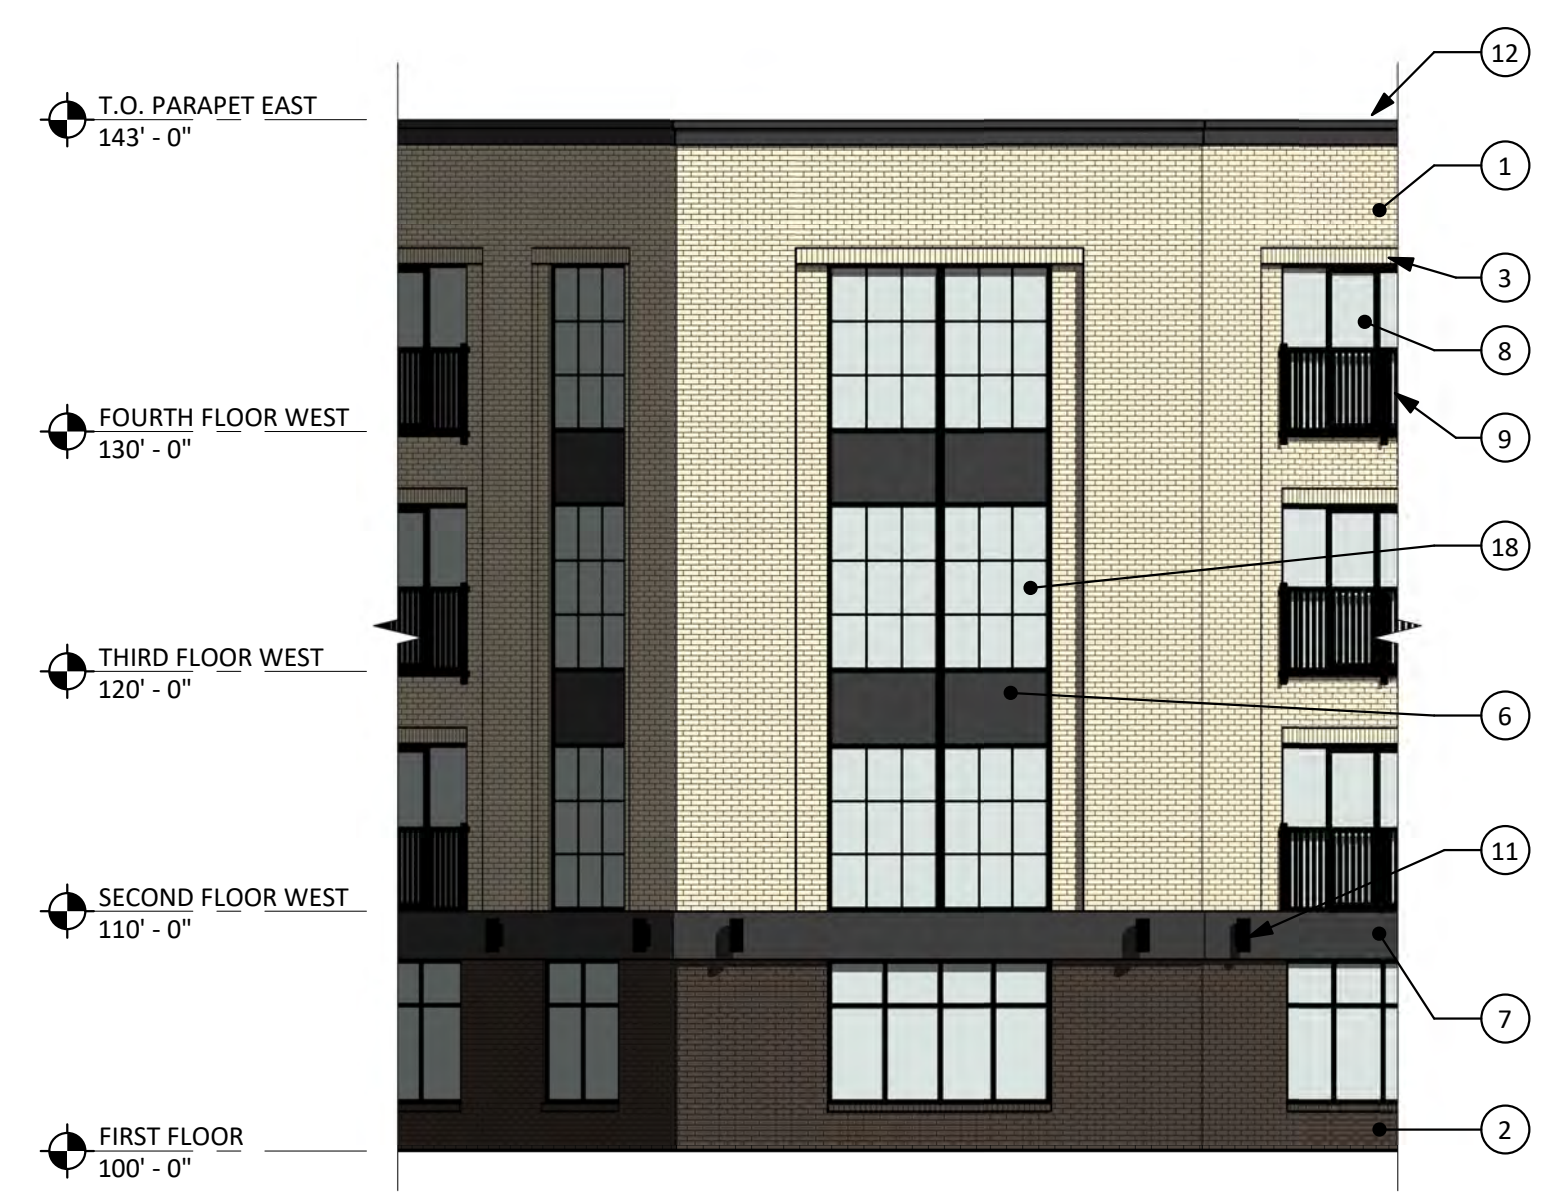 12
T.O. PARAPET EAST
143' - 0"
1
3
8
FOURTH FLOOR WEST
130' - 0"
9
18
THIRD FLOOR WEST
120' - 0"
6
11
SECOND FLOOR WEST
110' - 0"
7
2
FIRST FLOOR
100' - 0"